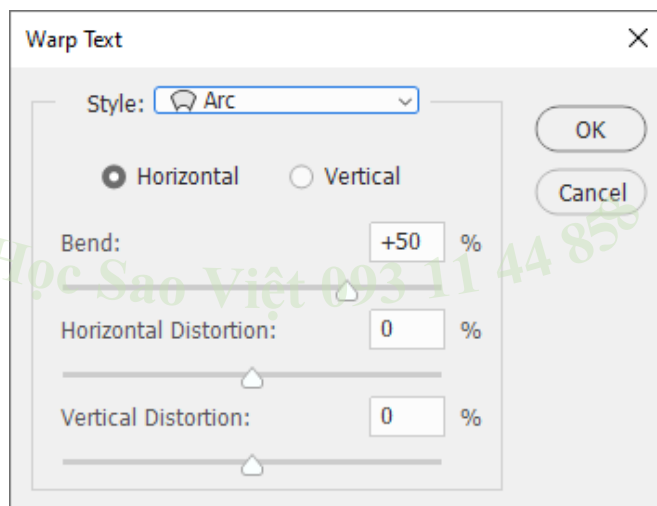 Warp Text
Style: Arc
OK
Horizontal Vertical
Cancel
Bend: +50 %
Học Sao Việt 093 11 44 858
Horizontal Distortion: 0 %
Vertical Distortion: 0 %